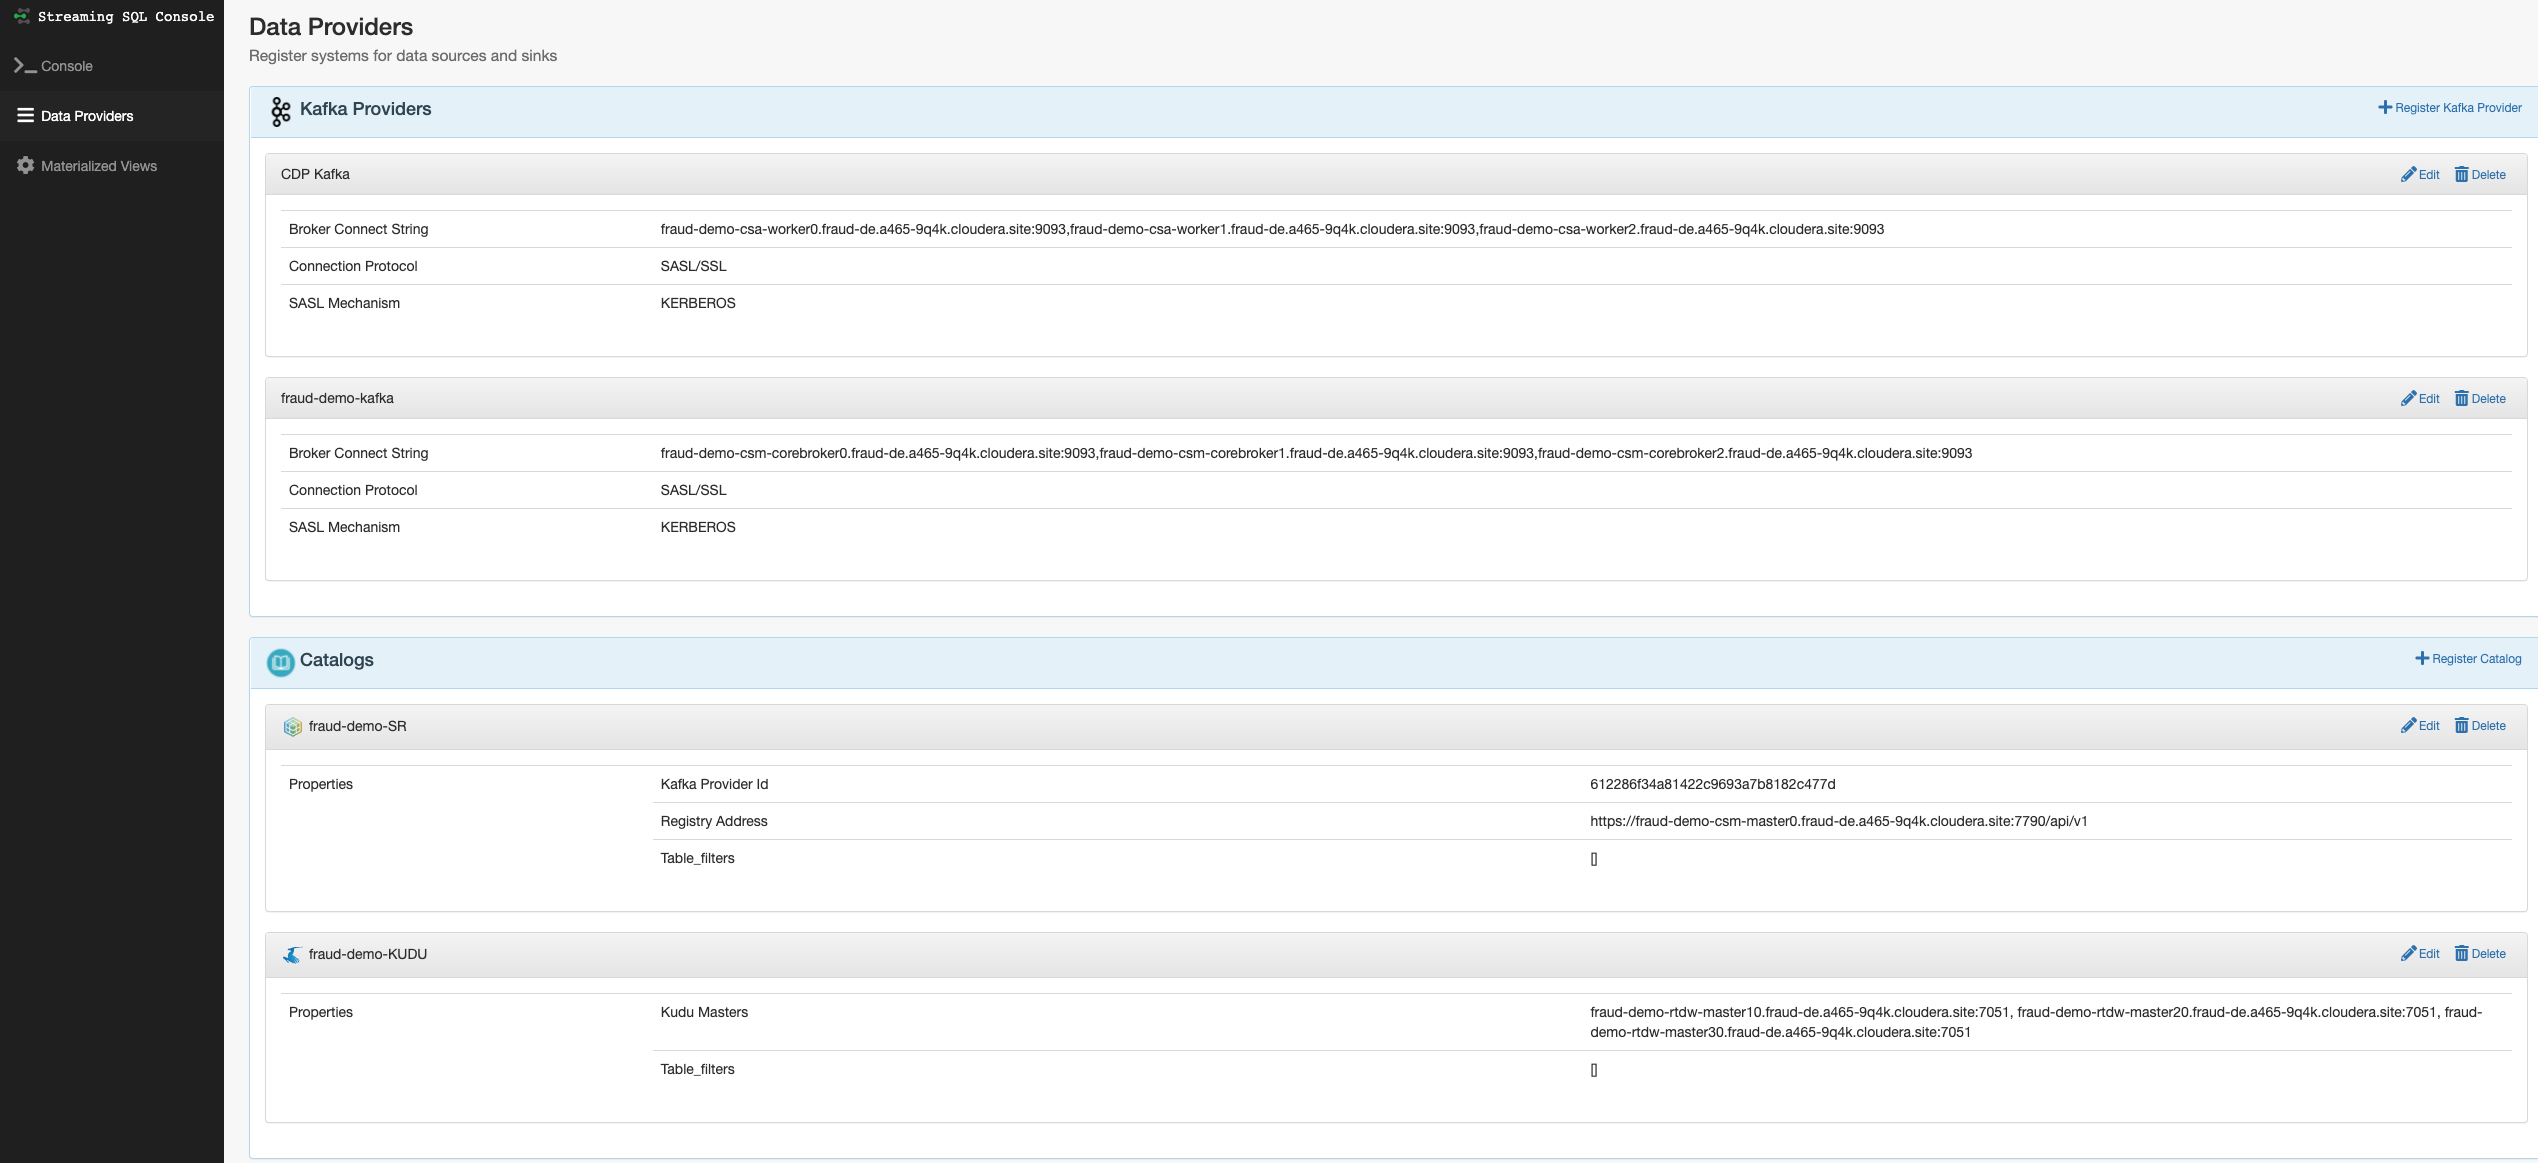 Streaming SQL Console
Console
Data Providers
Materialized Views
Data Providers
Register systems for data sources and sinks
Kafka Providers
Register Kafka Provider
CDP Kafka
Edit
Delete
Broker Connect String
fraud-demo-csa-worker0.fraud-de.a465-9q4k.cloudera.site:9093,fraud-demo-csa-worker1.fraud-de.a465-9q4k.cloudera.site:9093,fraud-demo-csa-worker2.fraud-de.a465-9q4k.cloudera.site:9093
Connection Protocol
SASL/SSL
SASL Mechanism
KERBEROS
fraud-demo-kafka
Edit
Delete
Broker Connect String
fraud-demo-csm-corebroker0.fraud-de.a465-9q4k.cloudera.site:9093,fraud-demo-csm-corebroker1.fraud-de.a465-9q4k.cloudera.site:9093,fraud-demo-csm-corebroker2.fraud-de.a465-9q4k.cloudera.site:9093
Connection Protocol
SASL/SSL
SASL Mechanism
KERBEROS
Catalogs
Register Catalog
fraud-demo-SR
Edit
Delete
Properties
Kafka Provider Id
612286f34a81422c9693a7b8182c477d
Registry Address
https://fraud-demo-csm-master0.fraud-de.a465-9q4k.cloudera.site:7790/api/v1
Table_filters
[]
fraud-demo-KUDU
Edit
Delete
Properties
Kudu Masters
fraud-demo-rtdw-master10.fraud-de.a465-9q4k.cloudera.site:7051, fraud-demo-rtdw-master20.fraud-de.a465-9q4k.cloudera.site:7051, fraud-
demo-rtdw-master30.fraud-de.a465-9q4k.cloudera.site:7051
Table_filters
[]